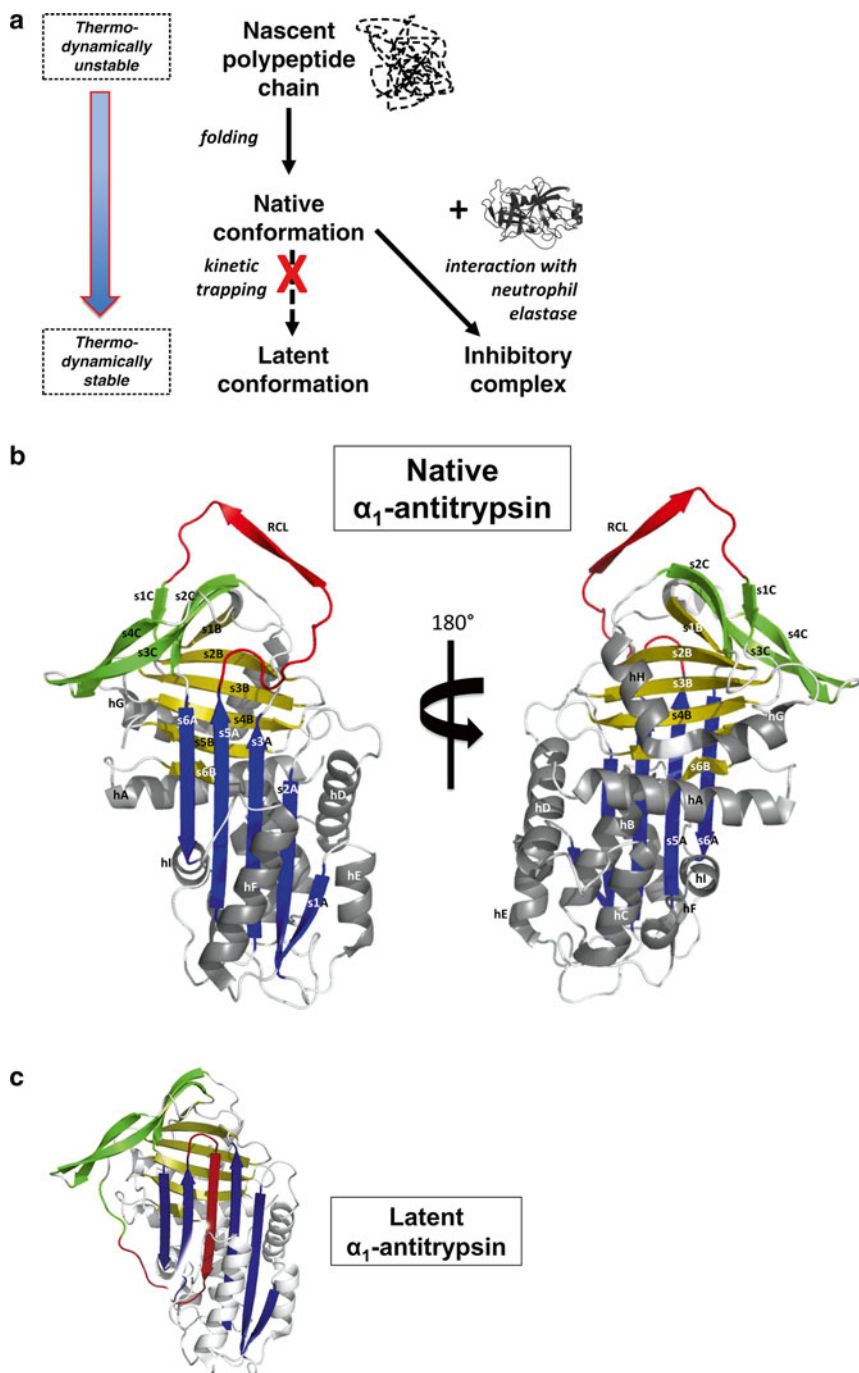 a
Thermo-
dynamically
unstable
Nascent
polypeptide
chain
folding
Native
conformation
+
kinetic
trapping
X
interaction with
neutrophil
elastase
Thermo-
dynamically
stable
Latent
conformation
Inhibitory
complex
b
Native
α1-antitrypsin
RCL
s1C
s2C
s4C
s1B
s3C
s2B
s3B
hG
s6A
s5A
s4B
s3A
s5B
s6B
hA
s2A
hD
hI
hF
hE
s1A
180°
RCL
s2C
s1C
s1B
s4C
s2B
s3C
hH
s3B
s4B
hG
s6B
hD
hA
hB
s5A
s6A
hI
hE
hC
hF
c
Latent
α1-antitrypsin